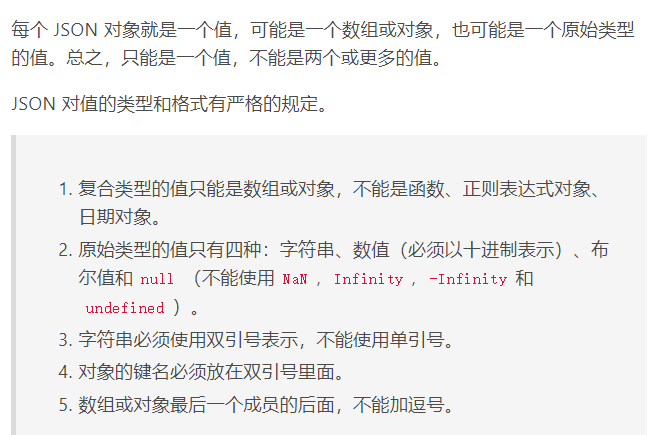 每个 JSON 对象就是一个值，可能是一个数组或对象，也可能是一个原始类型
的值。总之，只能是一个值，不能是两个或更多的值。
JSON 对值的类型和格式有严格的规定。
1. 复合类型的值只能是数组或对象，不能是函数、正则表达式对象、
日期对象。
2. 原始类型的值只有四种：字符串、数值（必须以十进制表示）、布
尔值和 null （不能使用 NaN ，Infinity ，-Infinity 和
undefined ）。
3. 字符串必须使用双引号表示，不能使用单引号。
4. 对象的键名必须放在双引号里面。
5. 数组或对象最后一个成员的后面，不能加逗号。